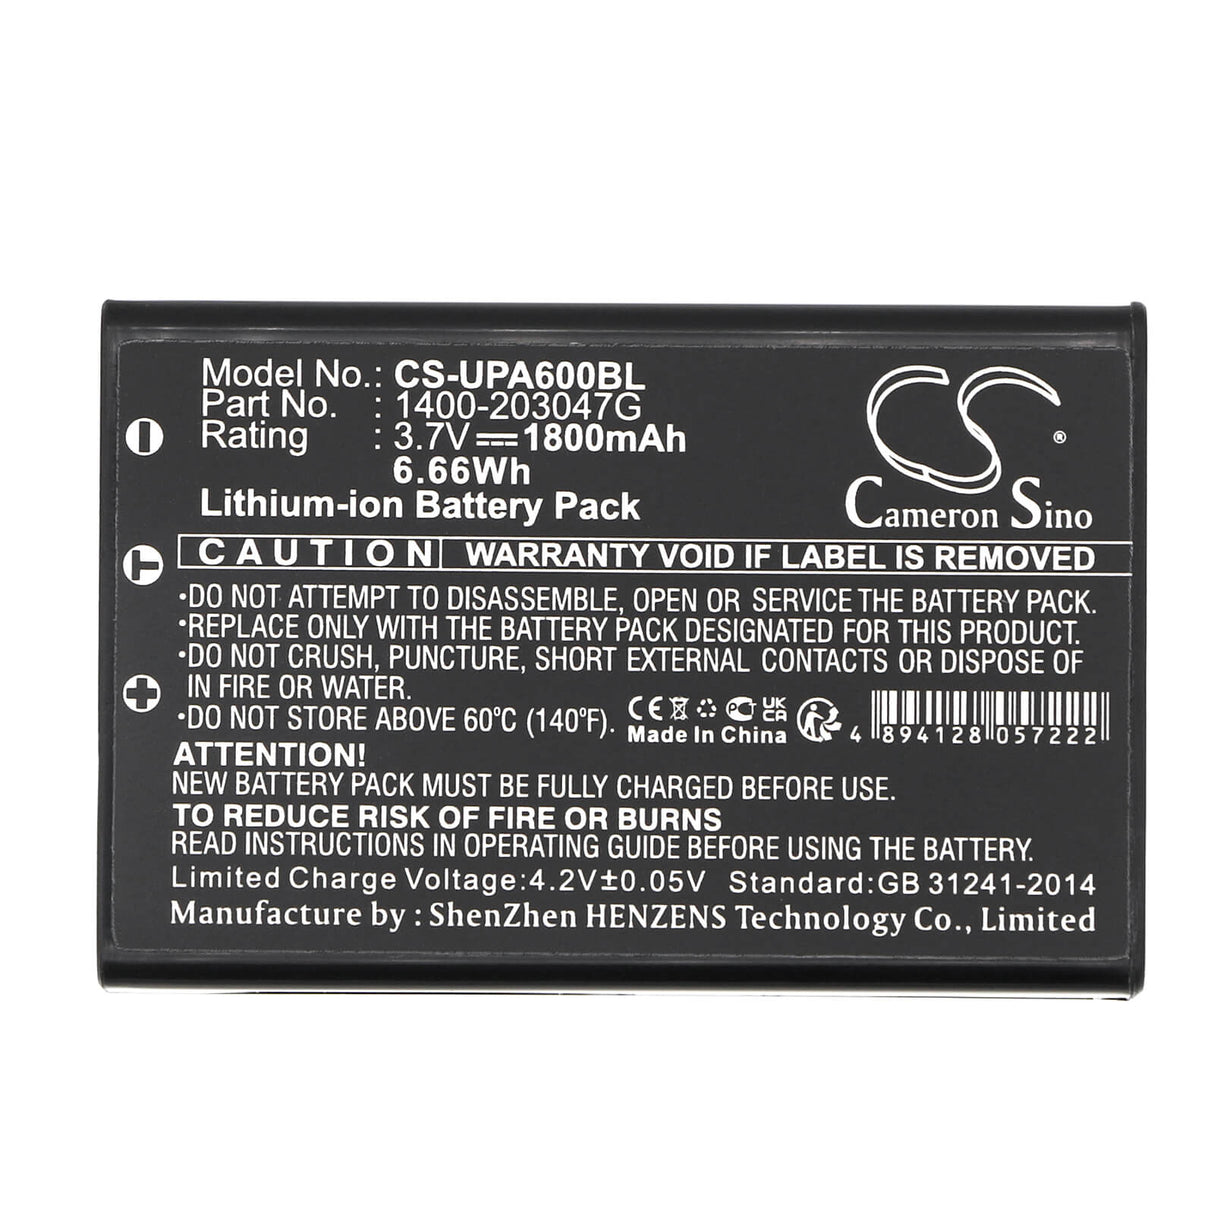 Model No.: CS-UPA600BL
Part No. : 1400-203047G
Rating : 3.7V 1800mAh
6.66Wh
Lithium-ion Battery Pack
CS ®
Cameron Sino
CAUTION WARRANTY VOID IF LABEL IS REMOVED
•DO NOT ATTEMPT TO DISASSEMBLE, OPEN OR SERVICE THE BATTERY PACK.
•REPLACE ONLY WITH THE BATTERY PACK DESIGNATED FOR THIS PRODUCT.
•DO NOT CRUSH, PUNCTURE, SHORT EXTERNAL CONTACTS OR DISPOSE OF
IN FIRE OR WATER.
•DO NOT STORE ABOVE 60°C (140°F).
CE UK CA
Made In China
4 894128 057222
ATTENTION!
NEW BATTERY PACK MUST BE FULLY CHARGED BEFORE USE.
TO REDUCE RISK OF FIRE OR BURNS
READ INSTRUCTIONS IN OPERATING GUIDE BEFORE USING THE BATTERY.
Limited Charge Voltage:4.2V±0.05V Standard:GB 31241-2014
Manufacture by : ShenZhen HENZENS Technology Co., Limited
T